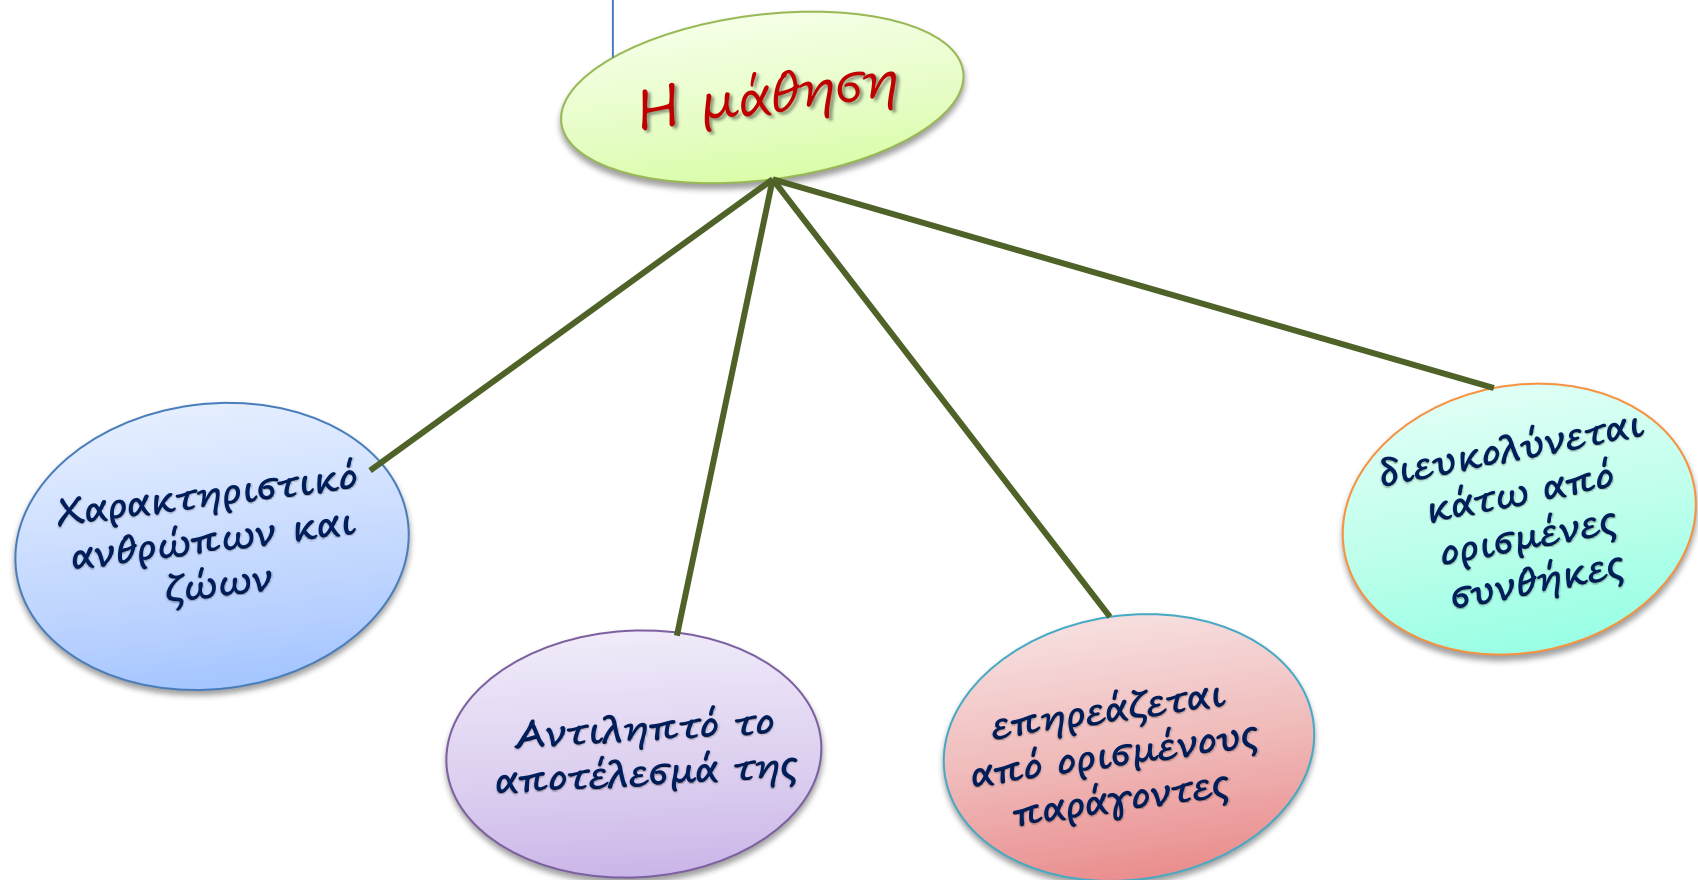 Η μάθηση
Χαρακτηριστικό
ανθρώπων και
ζώων
Αντιληπτό το
αποτέλεσμά της
επηρεάζεται
από ορισμένους
παράγοντες
διευκολύνεται
κάτω από
ορισμένες
συνθήκες